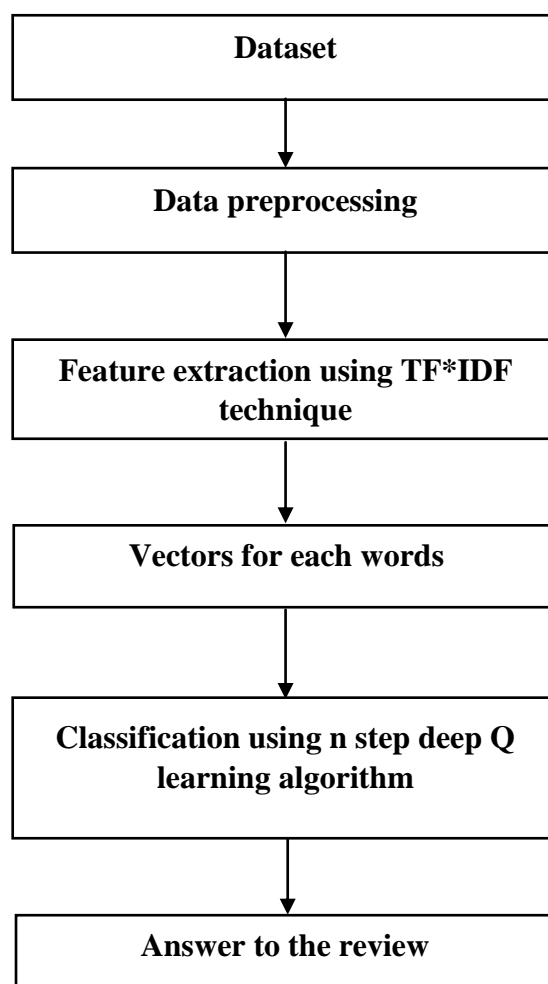 Dataset
Data preprocessing
Feature extraction using TF*IDF
technique
Vectors for each words
Classification using n step deep Q
learning algorithm
Answer to the review